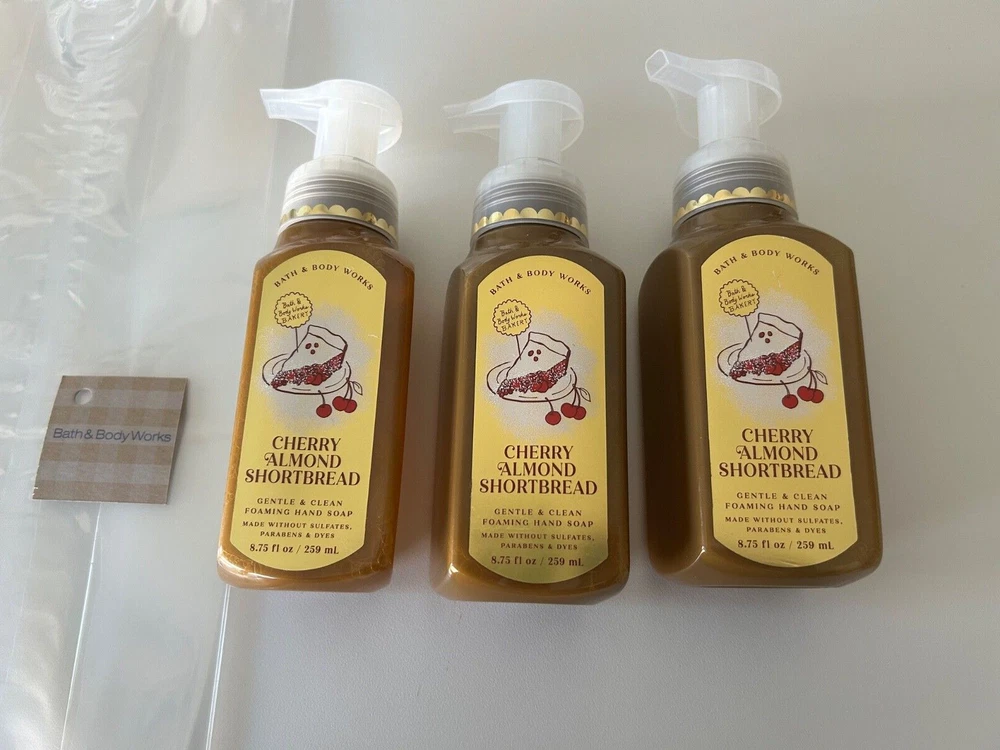 Bath & Body Works
BATH & BODY WORKS
Bath &
Body Works
BAKERY
CHERRY
ALMOND
SHORTBREAD
GENTLE & CLEAN
FOAMING HAND SOAP
MADE WITHOUT SULFATES,
PARABENS & DYES
8.75 fl oz / 259 mL
BATH & BODY WORKS
Bath &
Body Works
BAKERY
CHERRY
ALMOND
SHORTBREAD
GENTLE & CLEAN
FOAMING HAND SOAP
MADE WITHOUT SULFATES,
PARABENS & DYES
8.75 fl oz / 259 mL
BATH & BODY WORKS
Bath &
Body Works
BAKERY
CHERRY
ALMOND
SHORTBREAD
GENTLE & CLEAN
FOAMING HAND SOAP
MADE WITHOUT SULFATES,
PARABENS & DYES
8.75 fl oz / 259 mL